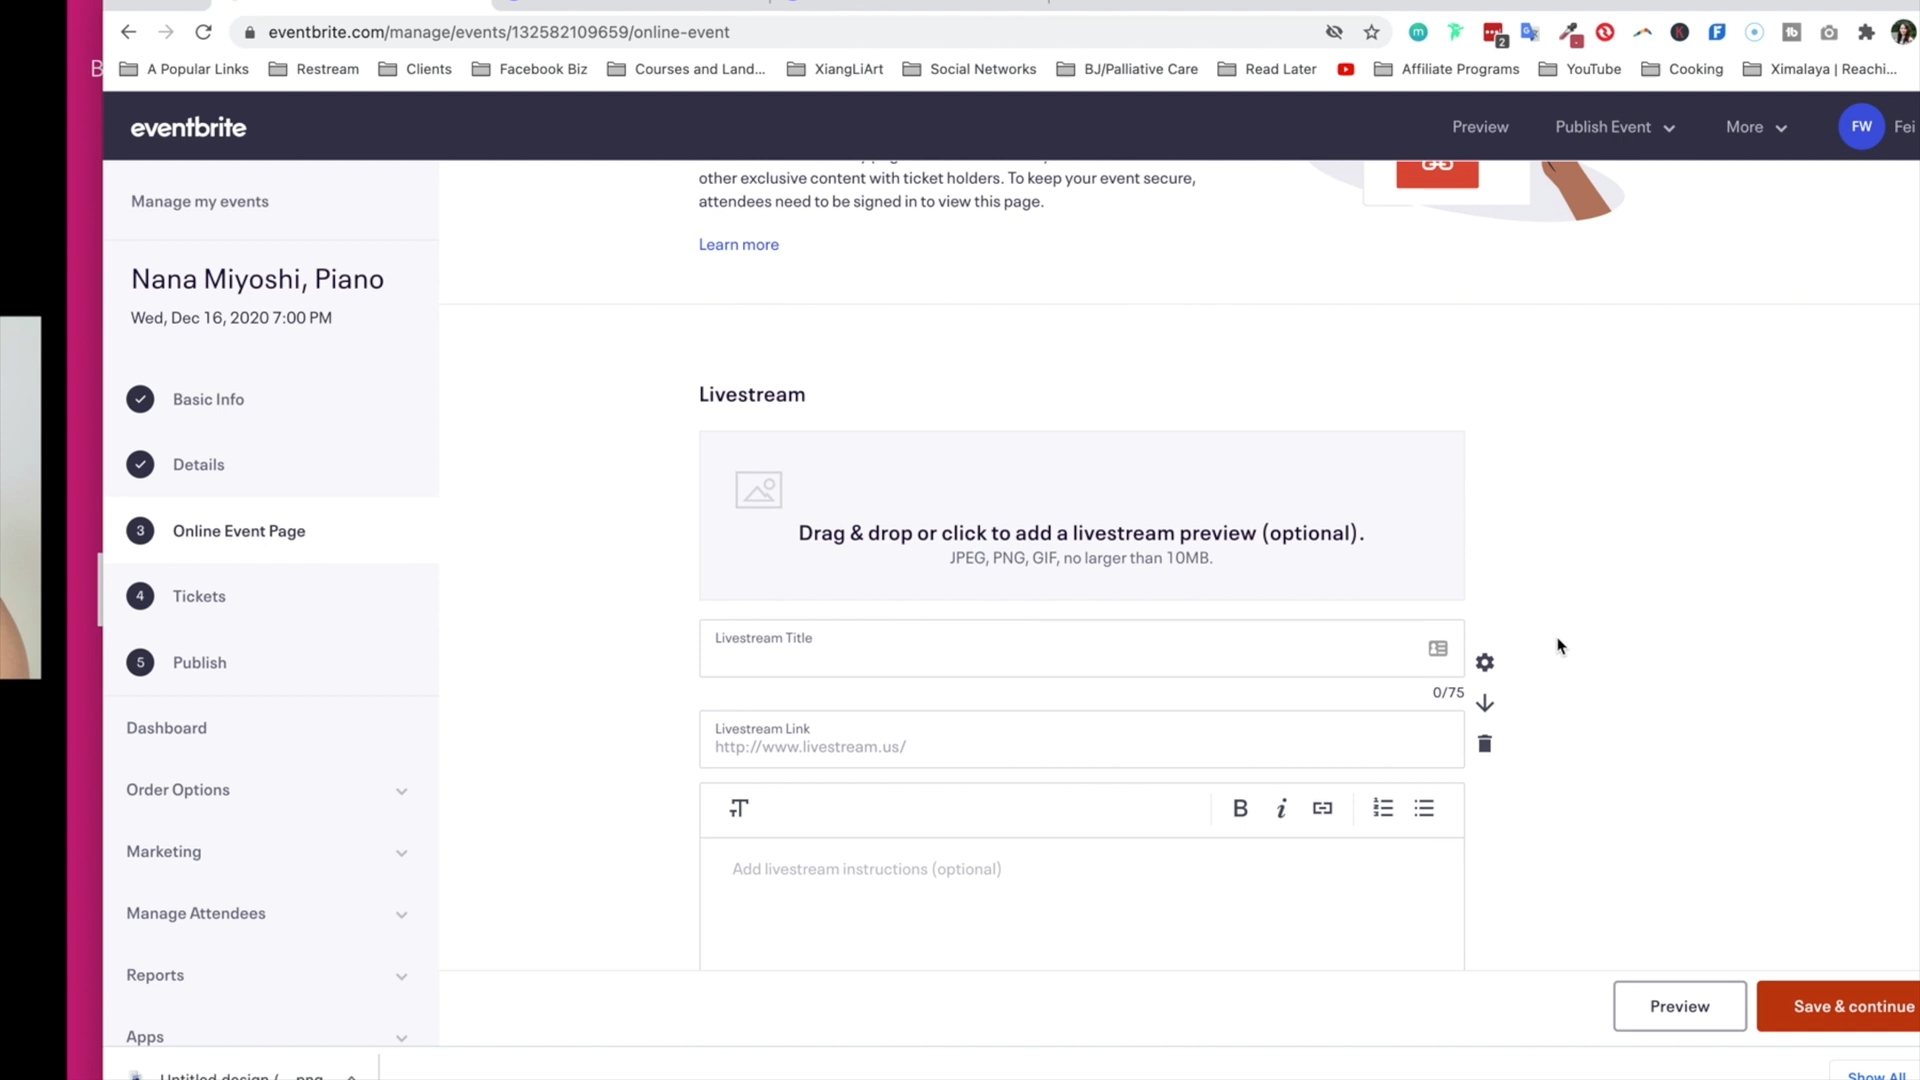 eventbrite.com/manage/events/132582109659/online-event
2
B
A Popular Links
Restream
Clients
Facebook Biz
Courses and Land...
XiangLiArt
Social Networks
BJ/Palliative Care
Read Later
Affiliate Programs
YouTube
Cooking
Ximalaya | Reachi...
eventbrite
Preview
Publish Event
More
FW
Fei
Manage my events
Nana Miyoshi, Piano
Wed, Dec 16, 2020 7:00 PM
Basic Info
Details
3 Online Event Page
4 Tickets
5 Publish
Dashboard
Order Options
Marketing
Manage Attendees
Reports
Apps
other exclusive content with ticket holders. To keep your event secure,
attendees need to be signed in to view this page.
Learn more
Livestream
Drag & drop or click to add a livestream preview (optional).
JPEG, PNG, GIF, no larger than 10MB.
Livestream Title
0/75
Livestream Link
http://www.livestream.us/
B i
Add livestream instructions (optional)
Preview
Save & continue
Untitled design (....png
Show All